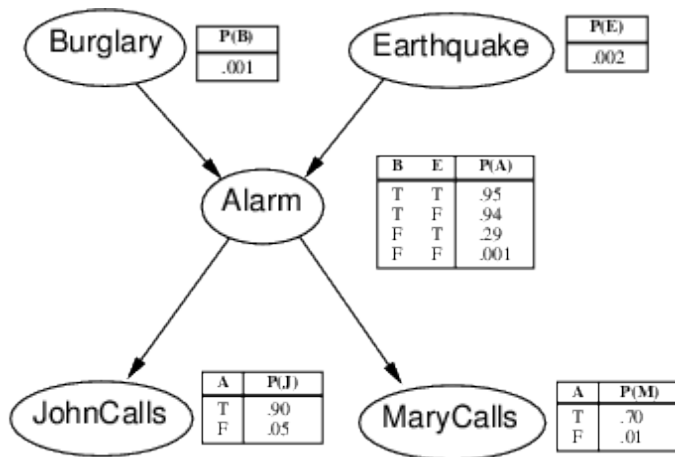 Burglary
P(B)
.001
Earthquake
P(E)
.002
Alarm
B E P(A)
T T .95
T F .94
F T .29
F F .001
JohnCalls
A P(J)
T .90
F .05
MaryCalls
A P(M)
T .70
F .01